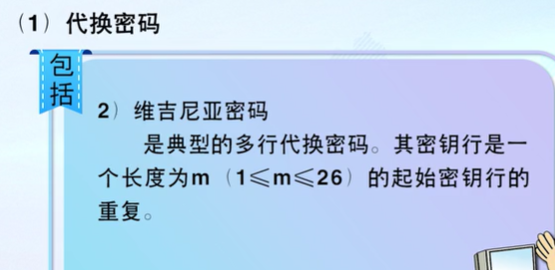 （1）代换密码
包
括
2）维吉尼亚密码
是典型的多行代换密码。其密钥行是一
个长度为m（1≤m≤26）的起始密钥行的
重复。